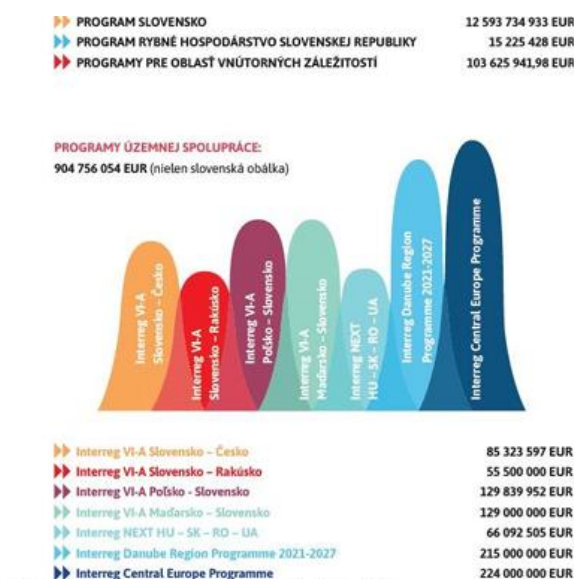 PROGRAM SLOVENSKO 12 593 734 933 EUR
PROGRAM RYBNÉ HOSPODÁRSTVO SLOVENSKEJ REPUBLIKY 15 225 428 EUR
PROGRAMY PRE OBLASŤ VNÚTORNÝCH ZÁLEŽITOSTÍ 103 625 941,98 EUR
PROGRAMY ÚZEMNEJ SPOLUPRÁCE:
904 756 054 EUR (nielen slovenská obálka)
Interreg VI-A
Slovensko – Česko
Interreg VI-A
Slovensko – Rakúsko
Interreg VI-A
Poľsko – Slovensko
Interreg VI-A
Maďarsko – Slovensko
Interreg NEXT
HU – SK – RO – UA
Interreg Danube Region
Programme 2021-2027
Interreg Central Europe Programme
Interreg VI-A Slovensko – Česko 85 323 597 EUR
Interreg VI-A Slovensko – Rakúsko 55 500 000 EUR
Interreg VI-A Poľsko - Slovensko 129 839 952 EUR
Interreg VI-A Maďarsko – Slovensko 129 000 000 EUR
Interreg NEXT HU – SK – RO – UA 66 092 505 EUR
Interreg Danube Region Programme 2021-2027 215 000 000 EUR
Interreg Central Europe Programme 224 000 000 EUR